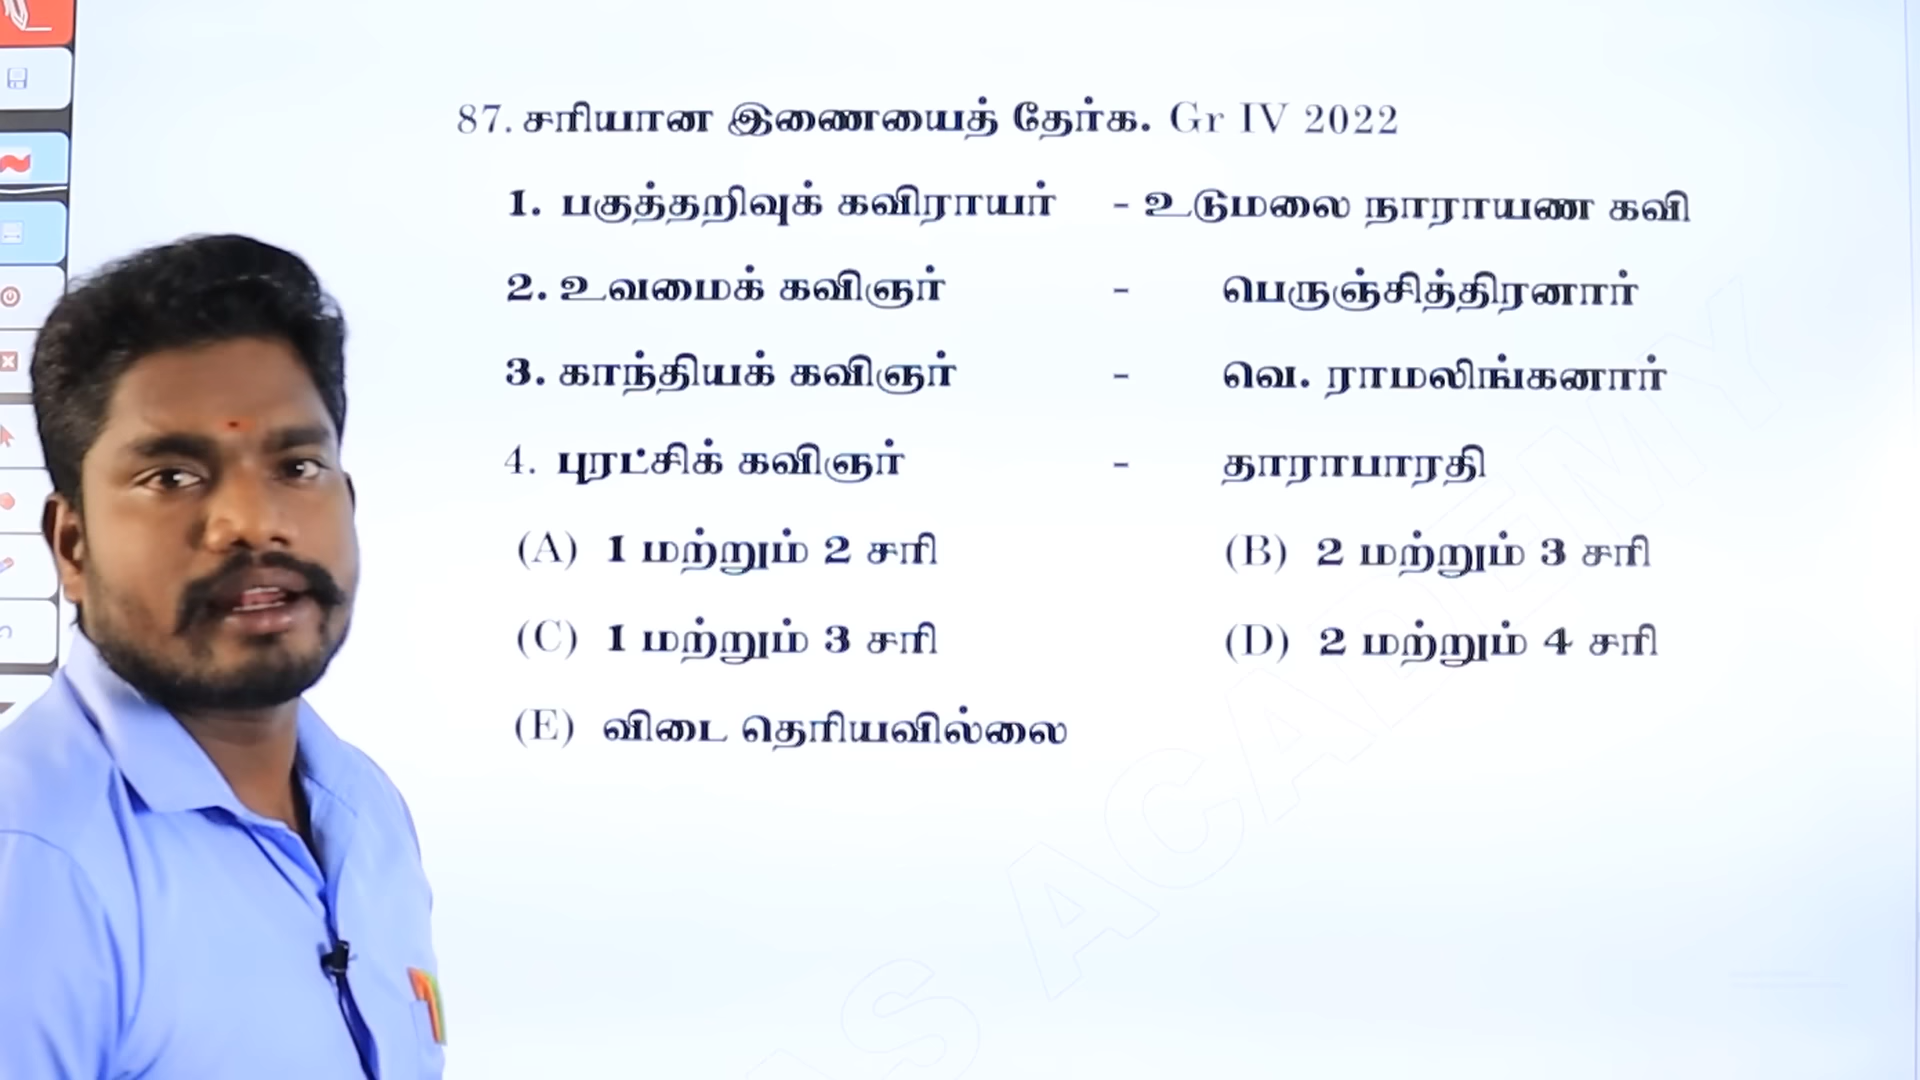 87. சரியான இணையைத் தேர்க. Gr IV 2022
1. பகுத்தறிவுக் கவிராயர் - உடுமலை நாராயண கவி
2. உவமைக் கவிஞர் - பெருஞ்சித்திரனார்
3. காந்தியக் கவிஞர் - வெ. ராமலிங்கனார்
4. புரட்சிக் கவிஞர் - தாராபாரதி
(A) 1 மற்றும் 2 சரி (B) 2 மற்றும் 3 சரி
(C) 1 மற்றும் 3 சரி (D) 2 மற்றும் 4 சரி
(E) விடை தெரியவில்லை
AS ACADEMY